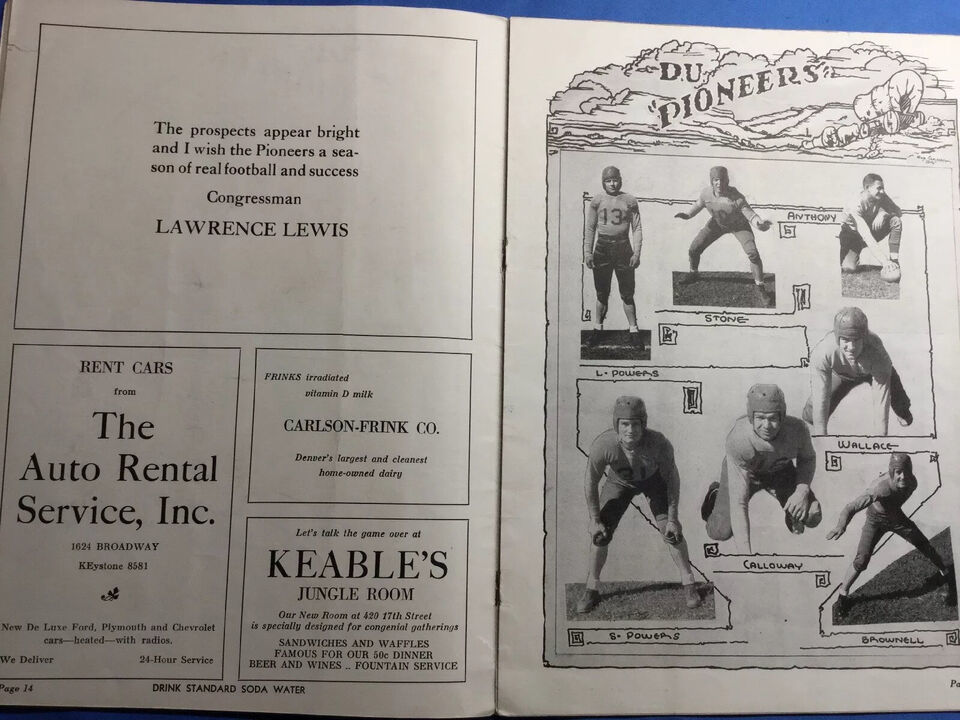 The prospects appear bright
and I wish the Pioneers a sea-
son of real football and success
Congressman
LAWRENCE LEWIS
RENT CARS
from
The
Auto Rental
Service, Inc.
1624 BROADWAY
KEystone 8581
New De Luxe Ford, Plymouth and Chevrolet
cars—heated—with radios.
We Deliver 24-Hour Service
FRINKS irradiated
vitamin D milk
CARLSON-FRINK CO.
Denver's largest and cleanest
home-owned dairy
Let's talk the game over at
KEABLE'S
JUNGLE ROOM
Our New Room at 420 17th Street
is specially designed for congenial gatherings
SANDWICHES AND WAFFLES
FAMOUS FOR OUR 50c DINNER
BEER AND WINES .. FOUNTAIN SERVICE
Page 14
DRINK STANDARD SODA WATER
D.U.
"PIONEERS"
13
ANTHONY
STONE
L. POWERS
WALLACE
CALLOWAY
S. POWERS
BROWNELL